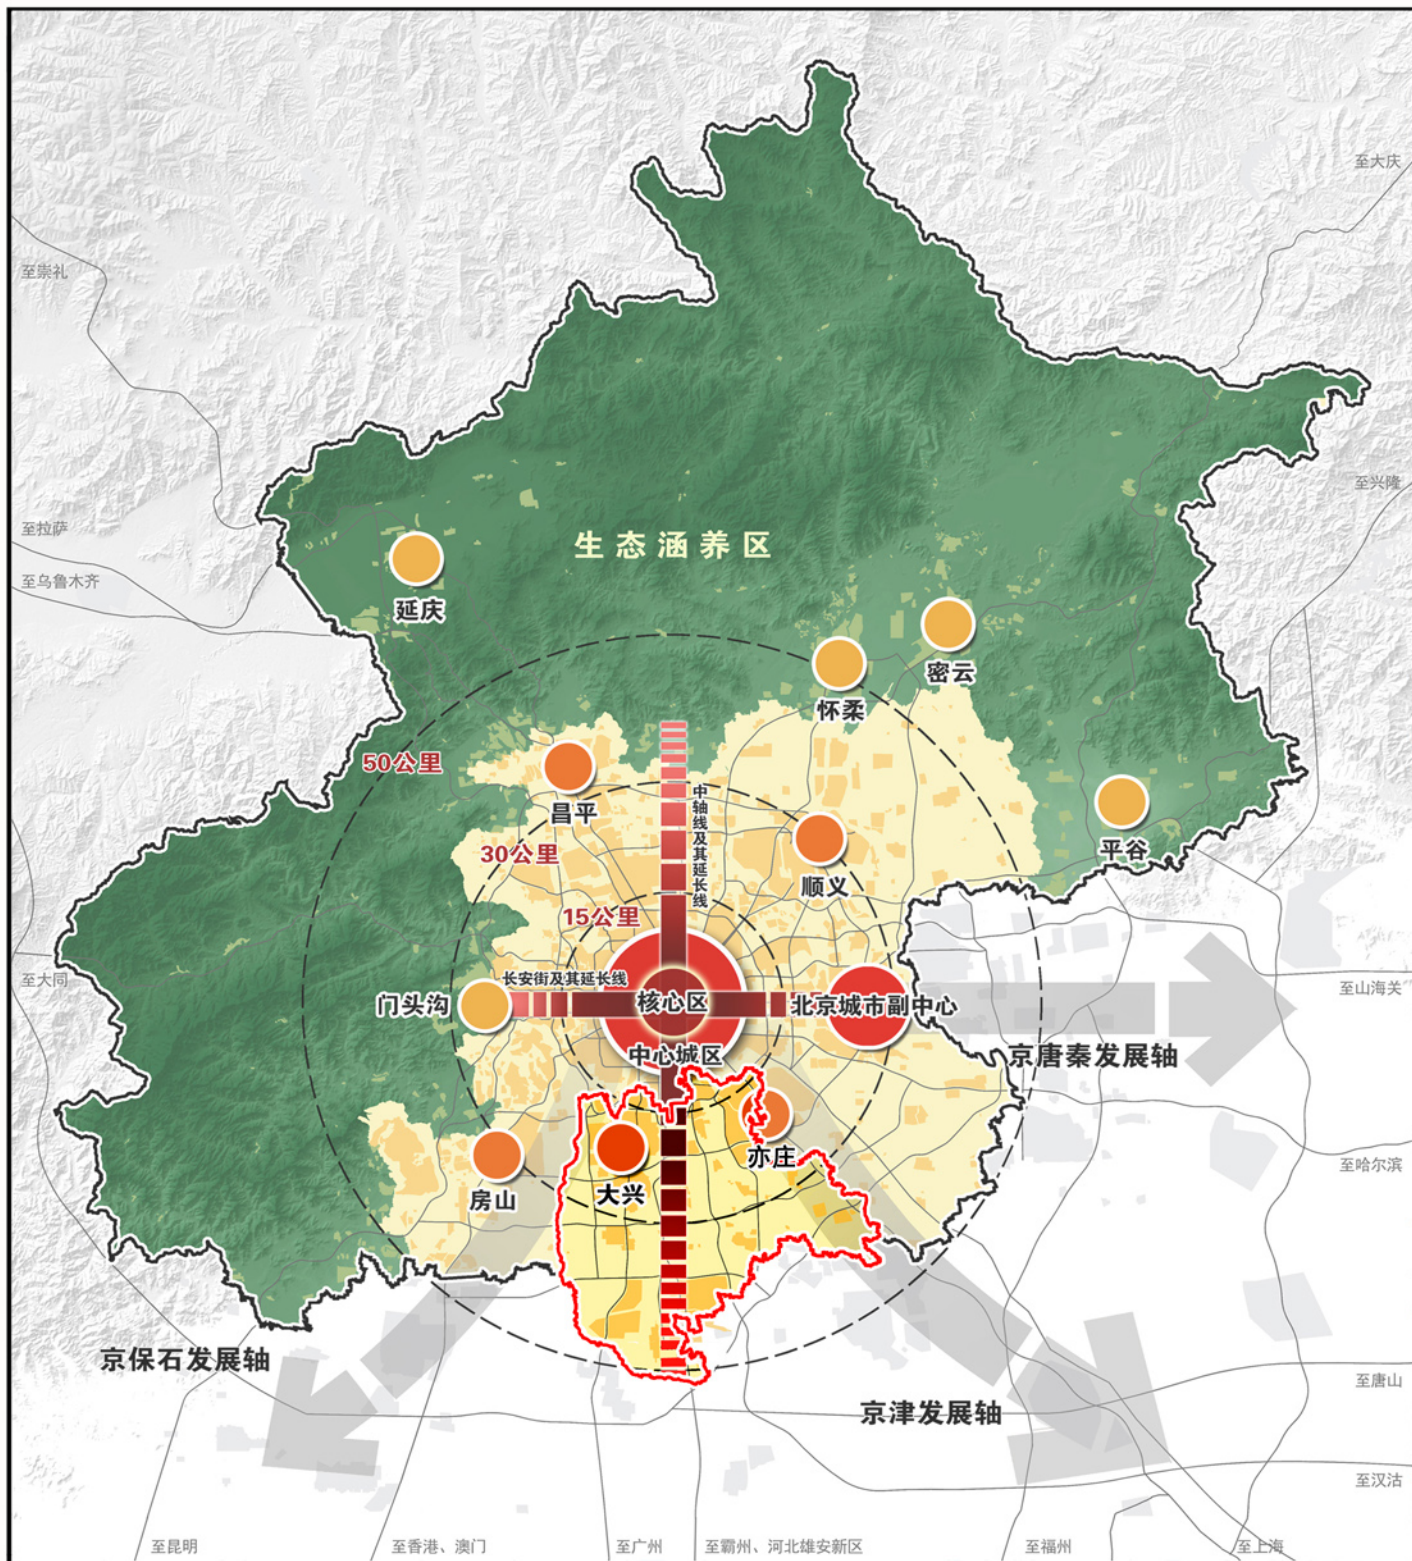 至大庆
至崇礼
至兴隆
至拉萨
生态涵养区
至乌鲁木齐
延庆
密云
怀柔
50公里
中轴线及其延长线
昌平
30公里
平谷
顺义
15公里
长安街及其延长线
至大同
至山海关
门头沟
核心区
北京城市副中心
中心城区
京唐秦发展轴
亦庄
至哈尔滨
大兴
房山
京保石发展轴
至唐山
京津发展轴
至汉沽
至昆明
至香港、澳门
至广州
至霸州、河北雄安新区
至福州
至上海